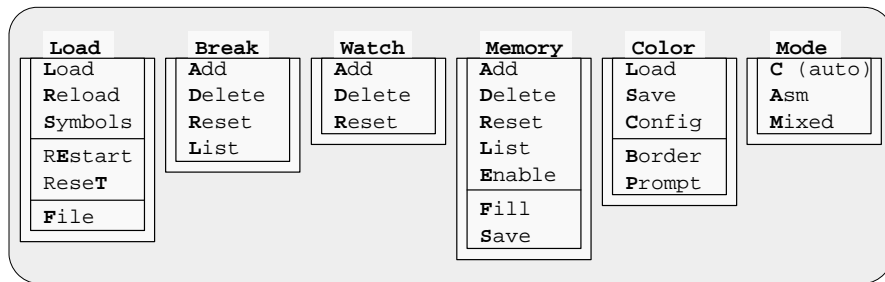 Load
Load
Reload
Symbols
REstart
ReseT
File
Break
Add
Delete
Reset
List
Watch
Add
Delete
Reset
Memory
Add
Delete
Reset
List
Enable
Fill
Save
Color
Load
Save
Config
Border
Prompt
Mode
C (auto)
Asm
Mixed